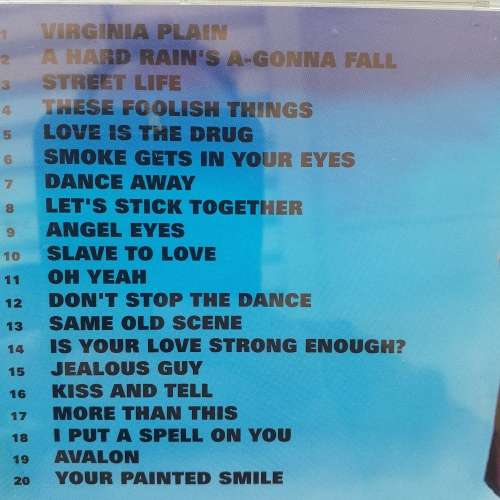 1 VIRGINIA PLAIN
2 A HARD RAIN'S A-GONNA FALL
3 STREET LIFE
4 THESE FOOLISH THINGS
5 LOVE IS THE DRUG
6 SMOKE GETS IN YOUR EYES
7 DANCE AWAY
8 LET'S STICK TOGETHER
9 ANGEL EYES
10 SLAVE TO LOVE
11 OH YEAH
12 DON'T STOP THE DANCE
13 SAME OLD SCENE
14 IS YOUR LOVE STRONG ENOUGH?
15 JEALOUS GUY
16 KISS AND TELL
17 MORE THAN THIS
18 I PUT A SPELL ON YOU
19 AVALON
20 YOUR PAINTED SMILE